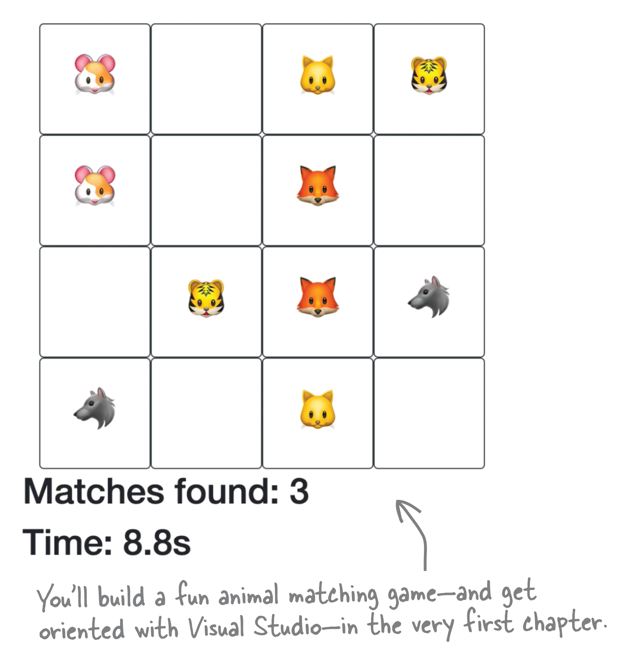 Matches found: 3
Time: 8.8s
You'll build a fun animal matching game—and get
oriented with Visual Studio—in the very first chapter.